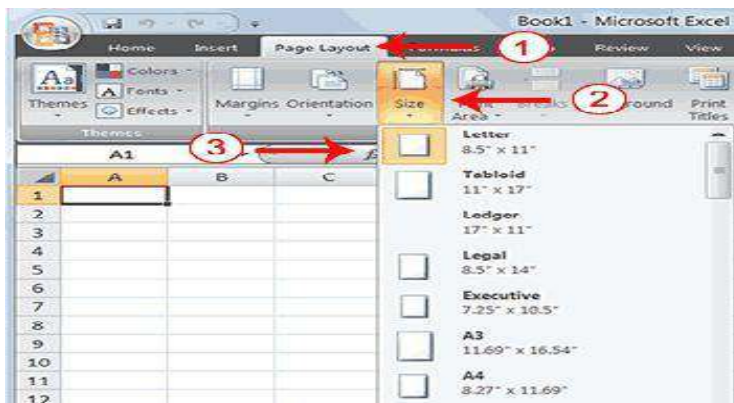 Book1 - Microsoft Excel
Home Insert Page Layout Formulas Review View
1
Colors
Fonts
Effects
Themes Margins Orientation Size Area Print Titles
2
Themes
A1
3
A B C
1
2
3
4
5
6
7
8
9
10
11
12
Letter
8.5" x 11"
Tabloid
11" x 17"
Ledger
17" x 11"
Legal
8.5" x 14"
Executive
7.25" x 10.5"
A3
11.69" x 16.54"
A4
8.27" x 11.69"